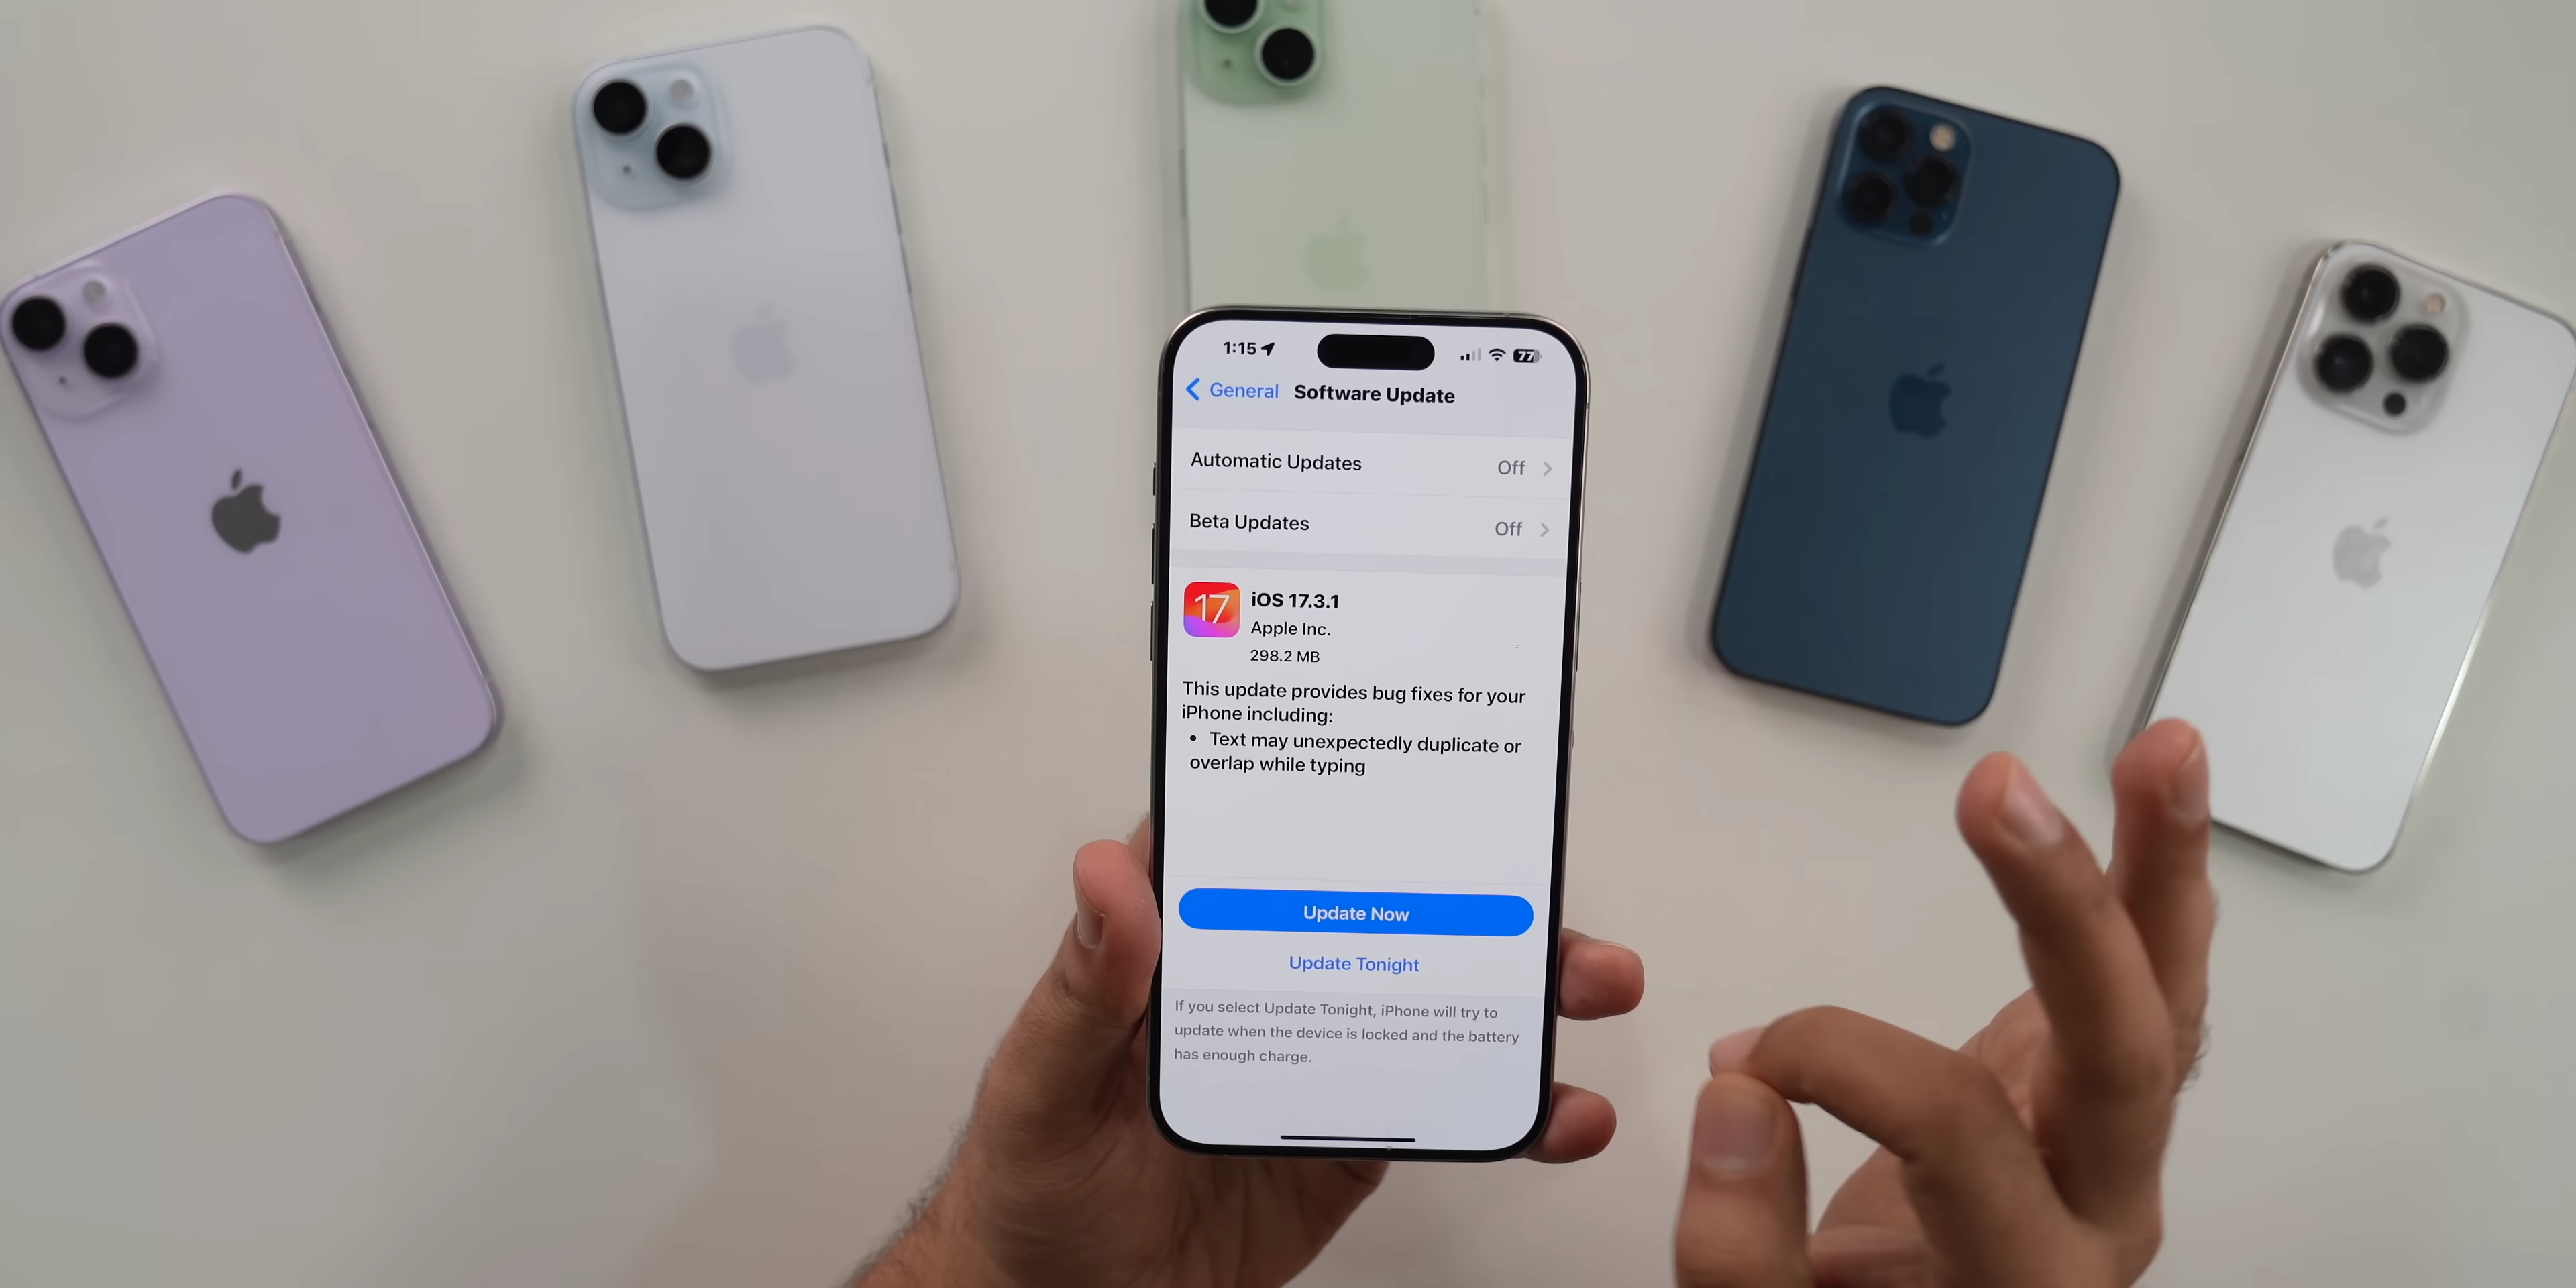 1:15
77
General Software Update
Automatic Updates Off
Beta Updates Off
17
iOS 17.3.1
Apple Inc.
298.2 MB
This update provides bug fixes for your
iPhone including:
• Text may unexpectedly duplicate or
overlap while typing
Update Now
Update Tonight
If you select Update Tonight, iPhone will try to
update when the device is locked and the battery
has enough charge.